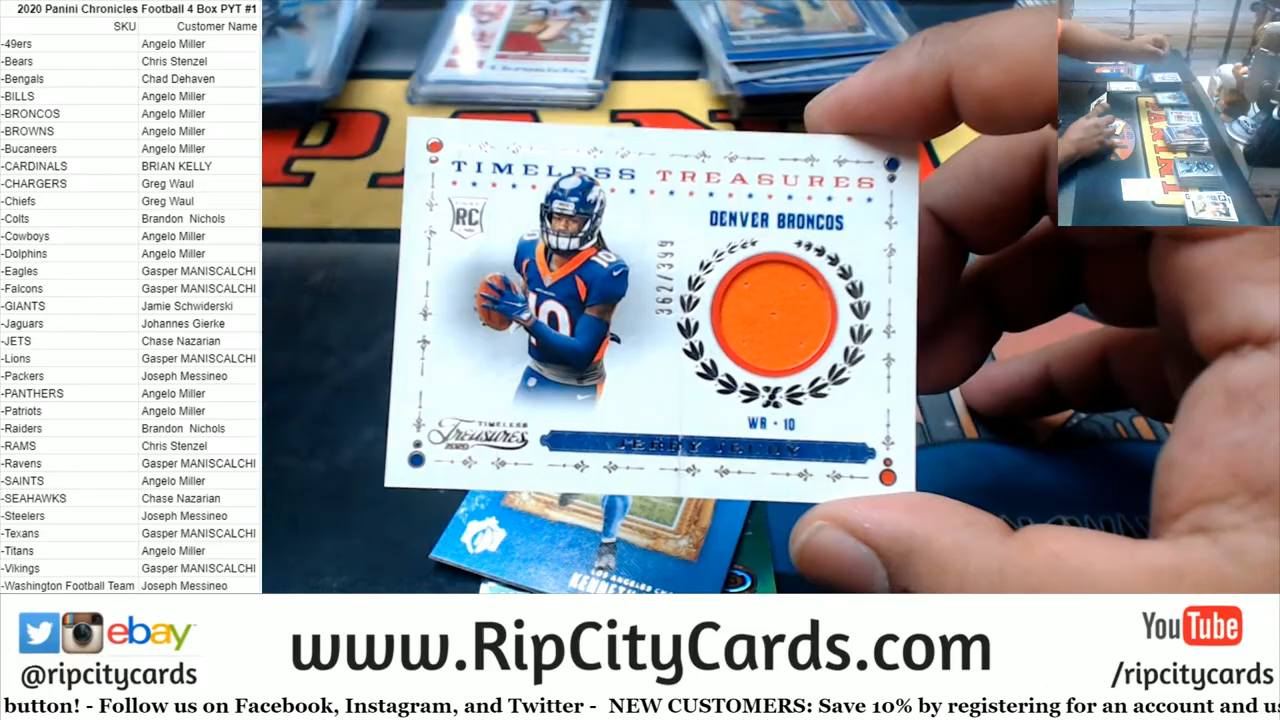 2020 Panini Chronicles Football 4 Box PYT #1
SKU Customer Name
-49ers Angelo Miller
-Bears Chris Stenzel
-Bengals Chad Dehaven
-BILLS Angelo Miller
-BRONCOS Angelo Miller
-BROWNS Angelo Miller
-Bucaneers Angelo Miller
-CARDINALS BRIAN KELLY
-CHARGERS Greg Waul
-Chiefs Greg Waul
-Colts Brandon Nichols
-Cowboys Angelo Miller
-Dolphins Angelo Miller
-Eagles Gasper MANISCALCHI
-Falcons Gasper MANISCALCHI
-GIANTS Jamie Schwiderski
-Jaguars Johannes Gierke
-JETS Chase Nazarian
-Lions Gasper MANISCALCHI
-Packers Joseph Messineo
-PANTHERS Angelo Miller
-Patriots Angelo Miller
-Raiders Brandon Nichols
-RAMS Chris Stenzel
-Ravens Gasper MANISCALCHI
-SAINTS Angelo Miller
-SEAHAWKS Chase Nazarian
-Steelers Joseph Messineo
-Texans Gasper MANISCALCHI
-Titans Angelo Miller
-Vikings Gasper MANISCALCHI
-Washington Football Team Joseph Messineo
TIMELESS TREASURES
RC
DENVER BRONCOS
10
10
362/399
WR • 10
TIMELESS
Treasures
2020
JERRY JEUDY
LOS ANGELES
KENNETH
PANINI
ebay
@ripcitycards
www.RipCityCards.com
YouTube
/ripcitycards
button! - Follow us on Facebook, Instagram, and Twitter - NEW CUSTOMERS: Save 10% by registering for an account and us